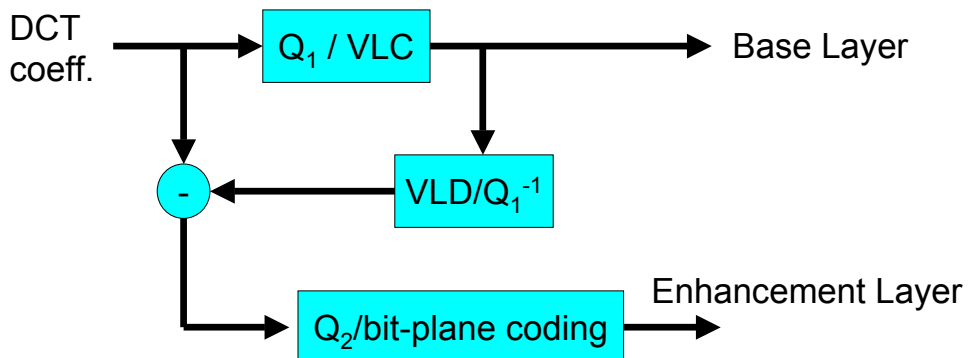 DCT
coeff.
Q₁ / VLC
Base Layer
VLD/Q₁⁻¹
-
Enhancement Layer
Q₂/bit-plane coding